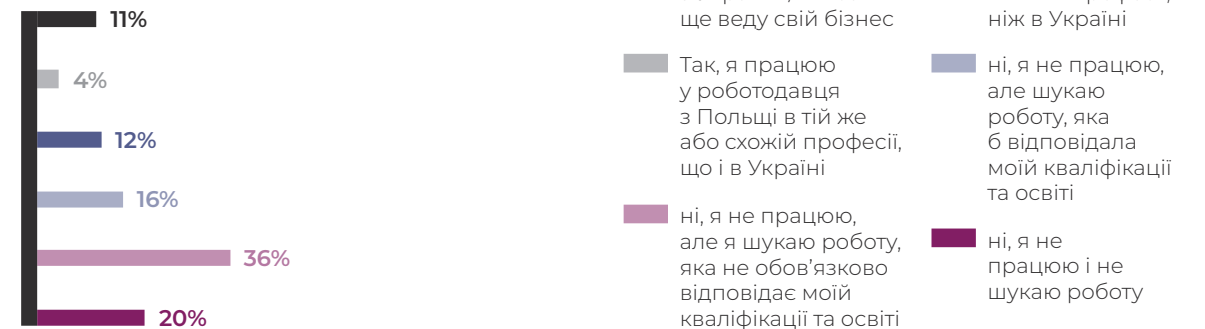 11%
4%
12%
16%
36%
20%
ще веду свій бізнес
Так, я працюю
у роботодавця
з Польщі в тій же
або схожій професії,
що і в Україні
ні, я не працюю,
але я шукаю роботу,
яка не обов’язково
відповідає моїй
кваліфікації та освіті
ніж в Україні
ні, я не працюю,
але шукаю
роботу, яка
б відповідала
моїй кваліфікації
та освіті
ні, я не
працюю і не
шукаю роботу